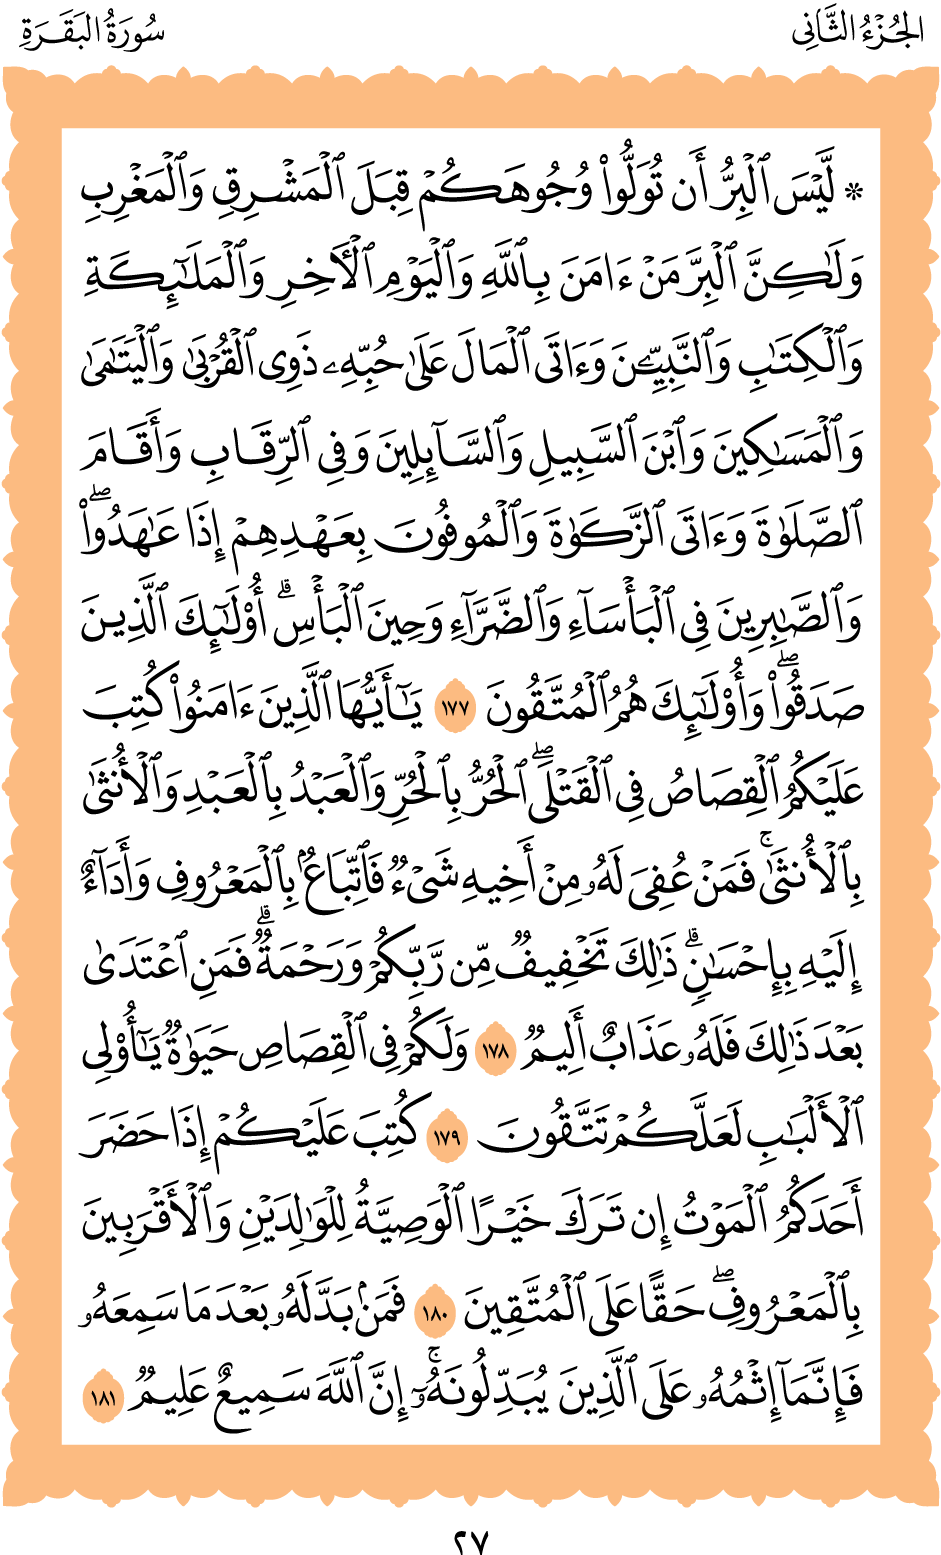 الجُزْءُ الثَّانِي
سُورَةُ البَقَرَةِ
۞ لَّيْسَ ٱلْبِرَّ أَن تُوَلُّوا۟ وُجُوهَكُمْ قِبَلَ ٱلْمَشْرِقِ وَٱلْمَغْرِبِ
وَلَـٰكِنَّ ٱلْبِرَّ مَنْ ءَامَنَ بِٱللَّهِ وَٱلْيَوْمِ ٱلْـَٔاخِرِ وَٱلْمَلَـٰٓئِكَةِ
وَٱلْكِتَـٰبِ وَٱلنَّبِيِّـۧنَ وَءَاتَى ٱلْمَالَ عَلَىٰ حُبِّهِۦ ذَوِى ٱلْقُرْبَىٰ وَٱلْيَتَـٰمَىٰ
وَٱلْمَسَـٰكِينَ وَٱبْنَ ٱلسَّبِيلِ وَٱلسَّآئِلِينَ وَفِى ٱلرِّقَابِ وَأَقَامَ
ٱلصَّلَوٰةَ وَءَاتَى ٱلزَّكَوٰةَ وَٱلْمُوفُونَ بِعَهْدِهِمْ إِذَا عَـٰهَدُوا۟ۖ
وَٱلصَّـٰبِرِينَ فِى ٱلْبَأْسَآءِ وَٱلضَّرَّآءِ وَحِينَ ٱلْبَأْسِۗ أُو۟لَـٰٓئِكَ ٱلَّذِينَ
صَدَقُوا۟ۖ وَأُو۟لَـٰٓئِكَ هُمُ ٱلْمُتَّقُونَ ١٧٧ يَـٰٓأَيُّهَا ٱلَّذِينَ ءَامَنُوا۟ كُتِبَ
عَلَيْكُمُ ٱلْقِصَاصُ فِى ٱلْقَتْلَىۖ ٱلْحُرُّ بِٱلْحُرِّ وَٱلْعَبْدُ بِٱلْعَبْدِ وَٱلْأُنثَىٰ
بِٱلْأُنثَىٰۚ فَمَنْ عُفِىَ لَهُۥ مِنْ أَخِيهِ شَىْءٌ فَٱتِّبَاعٌۢ بِٱلْمَعْرُوفِ وَأَدَآءٌ
إِلَيْهِ بِإِحْسَـٰنٍۗ ذَٰلِكَ تَخْفِيفٌ مِّن رَّبِّكُمْ وَرَحْمَةٌۗ فَمَنِ ٱعْتَدَىٰ
بَعْدَ ذَٰلِكَ فَلَهُۥ عَذَابٌ أَلِيمٌ ١٧٨ وَلَكُمْ فِى ٱلْقِصَاصِ حَيَوٰةٌ يَـٰٓأُو۟لِى
ٱلْأَلْبَـٰبِ لَعَلَّكُمْ تَتَّقُونَ ١٧٩ كُتِبَ عَلَيْكُمْ إِذَا حَضَرَ
أَحَدَكُمُ ٱلْمَوْتُ إِن تَرَكَ خَيْرًا ٱلْوَصِيَّةُ لِلْوَٰلِدَيْنِ وَٱلْأَقْرَبِينَ
بِٱلْمَعْرُوفِۖ حَقًّا عَلَى ٱلْمُتَّقِينَ ١٨٠ فَمَنۢ بَدَّلَهُۥ بَعْدَ مَا سَمِعَهُۥ
فَإِنَّمَآ إِثْمُهُۥ عَلَى ٱلَّذِينَ يُبَدِّلُونَهُۥٓۚ إِنَّ ٱللَّهَ سَمِيعٌ عَلِيمٌ ١٨١
٢٧